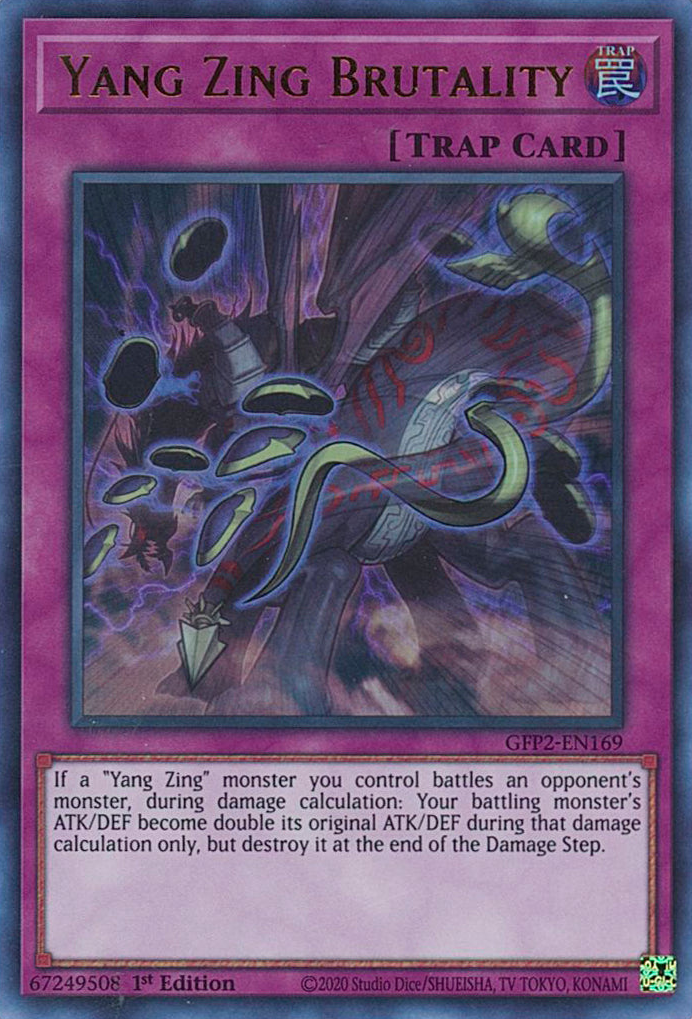 YANG ZING BRUTALITY
TRAP
罠
[TRAP CARD]
GFP2-EN169
If a "Yang Zing" monster you control battles an opponent's
monster, during damage calculation: Your battling monster's
ATK/DEF become double its original ATK/DEF during that damage
calculation only, but destroy it at the end of the Damage Step.
67249508 1st Edition ©2020 Studio Dice/SHUEISHA, TV TOKYO, KONAMI